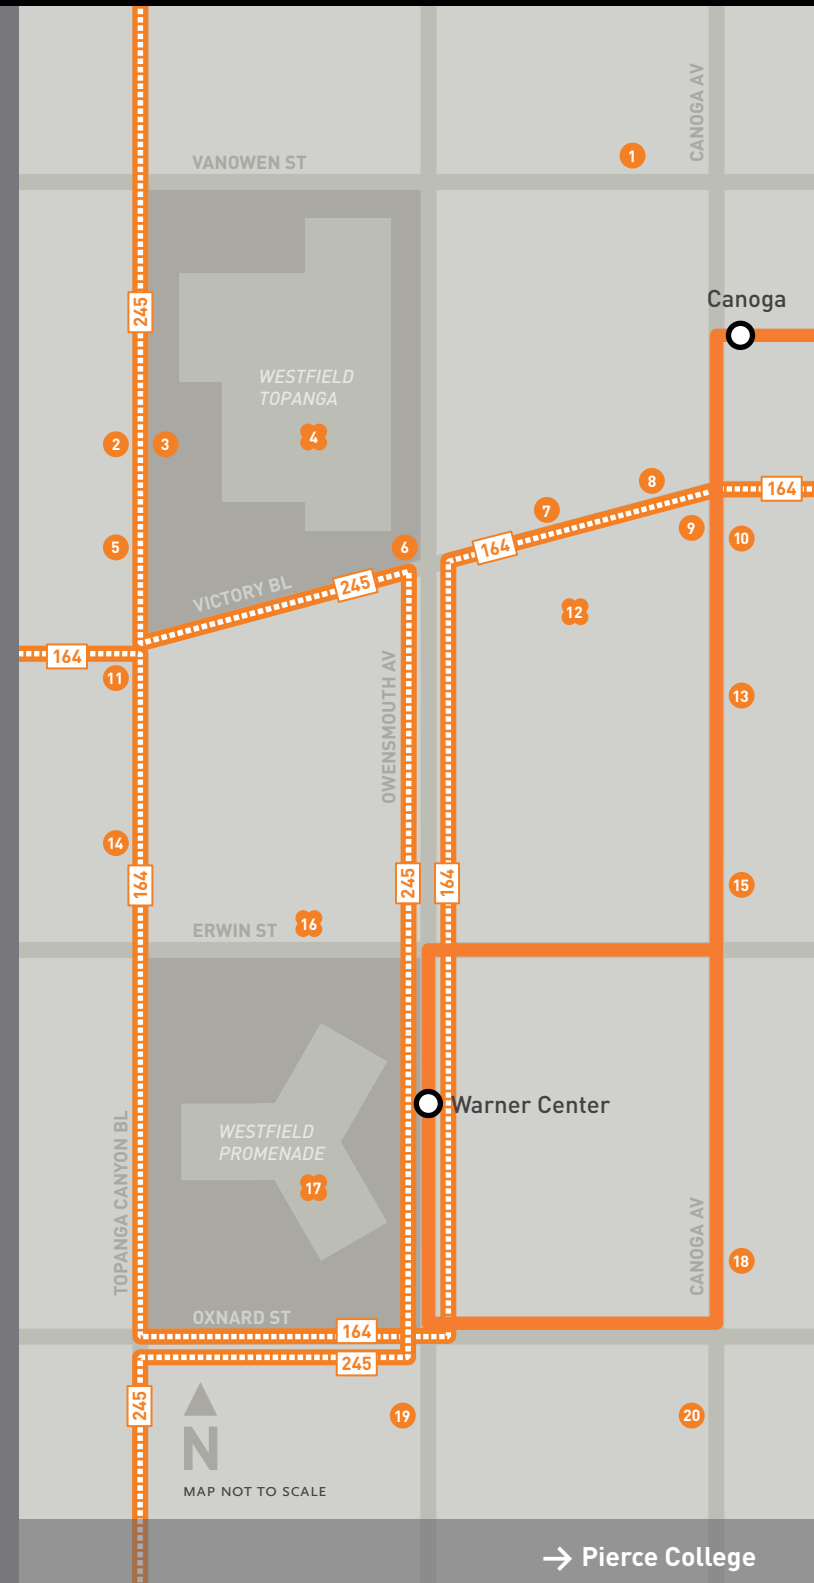 CANOGA AV
VANOWEN ST
1
245
Canoga
WESTFIELD
TOPANGA
4
2
3
8
164
7
9
10
5
6
164
VICTORY BL
245
12
164
11
OWENSMOUTH AV
13
14
164
245
164
15
ERWIN ST
16
Warner Center
WESTFIELD
PROMENADE
17
TOPANGA CANYON BL
CANOGA AV
18
OXNARD ST
164
245
245
19
20
N
MAP NOT TO SCALE
→ Pierce College